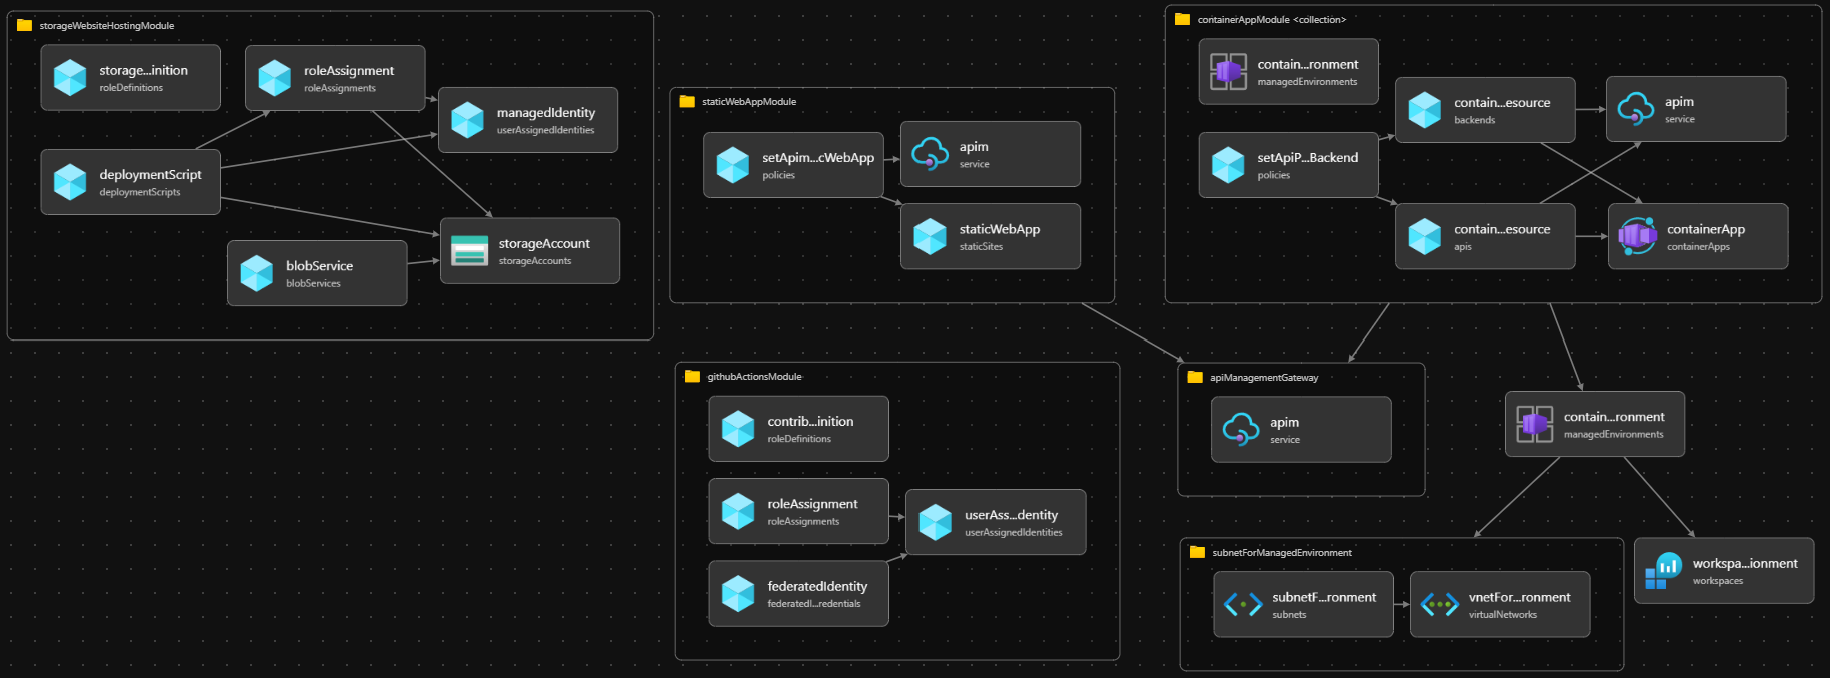 storageWebsiteHostingModule
storage...inition
roleDefinitions
roleAssignment
roleAssignments
managedIdentity
userAssignedIdentities
deploymentScript
deploymentScripts
storageAccount
storageAccounts
blobService
blobServices
staticWebAppModule
setApim...cWebApp
policies
apim
service
staticWebApp
staticSites
containerAppModule <collection>
contain...ronment
managedEnvironments
contain...esource
backends
apim
service
setApiP...Backend
policies
contain...esource
apis
containerApp
containerApps
githubActionsModule
contrib...inition
roleDefinitions
roleAssignment
roleAssignments
userAss...dentity
userAssignedIdentities
federatedIdentity
federatedI...redentials
apiManagementGateway
apim
service
contain...ronment
managedEnvironments
subnetForManagedEnvironment
subnetF...ronment
subnets
vnetFor...ronment
virtualNetworks
workspa...ionment
workspaces